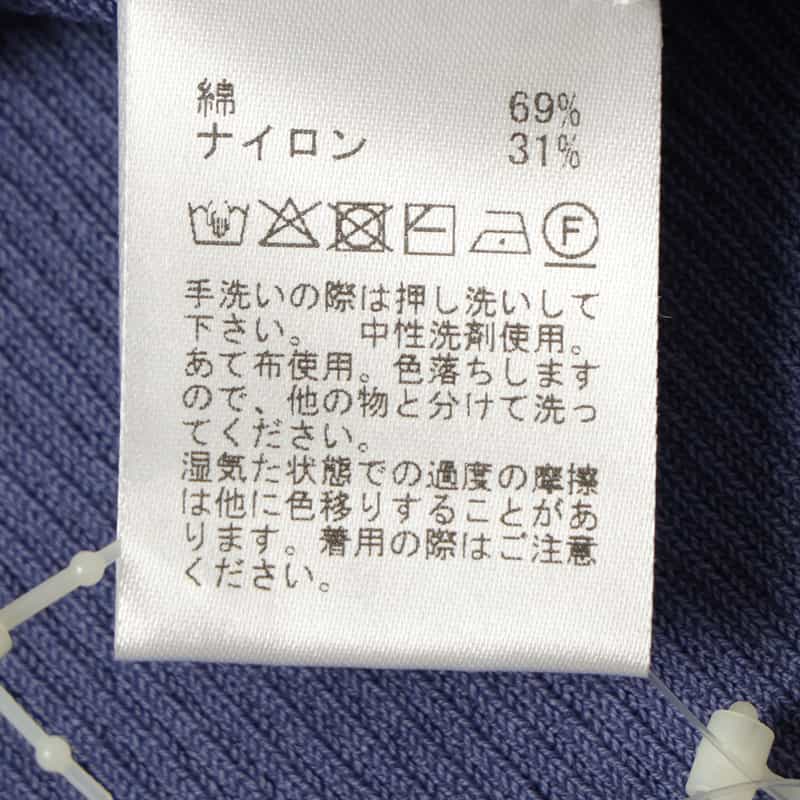 綿 69%
ナイロン 31%
F
手洗いの際は押し洗いして
下さい。 中性洗剤使用。
あて布使用。色落ちします
ので、他の物と分けて洗っ
てください。
湿気た状態での過度の摩擦
は他に色移りすることがあ
ります。着用の際はご注意
ください。